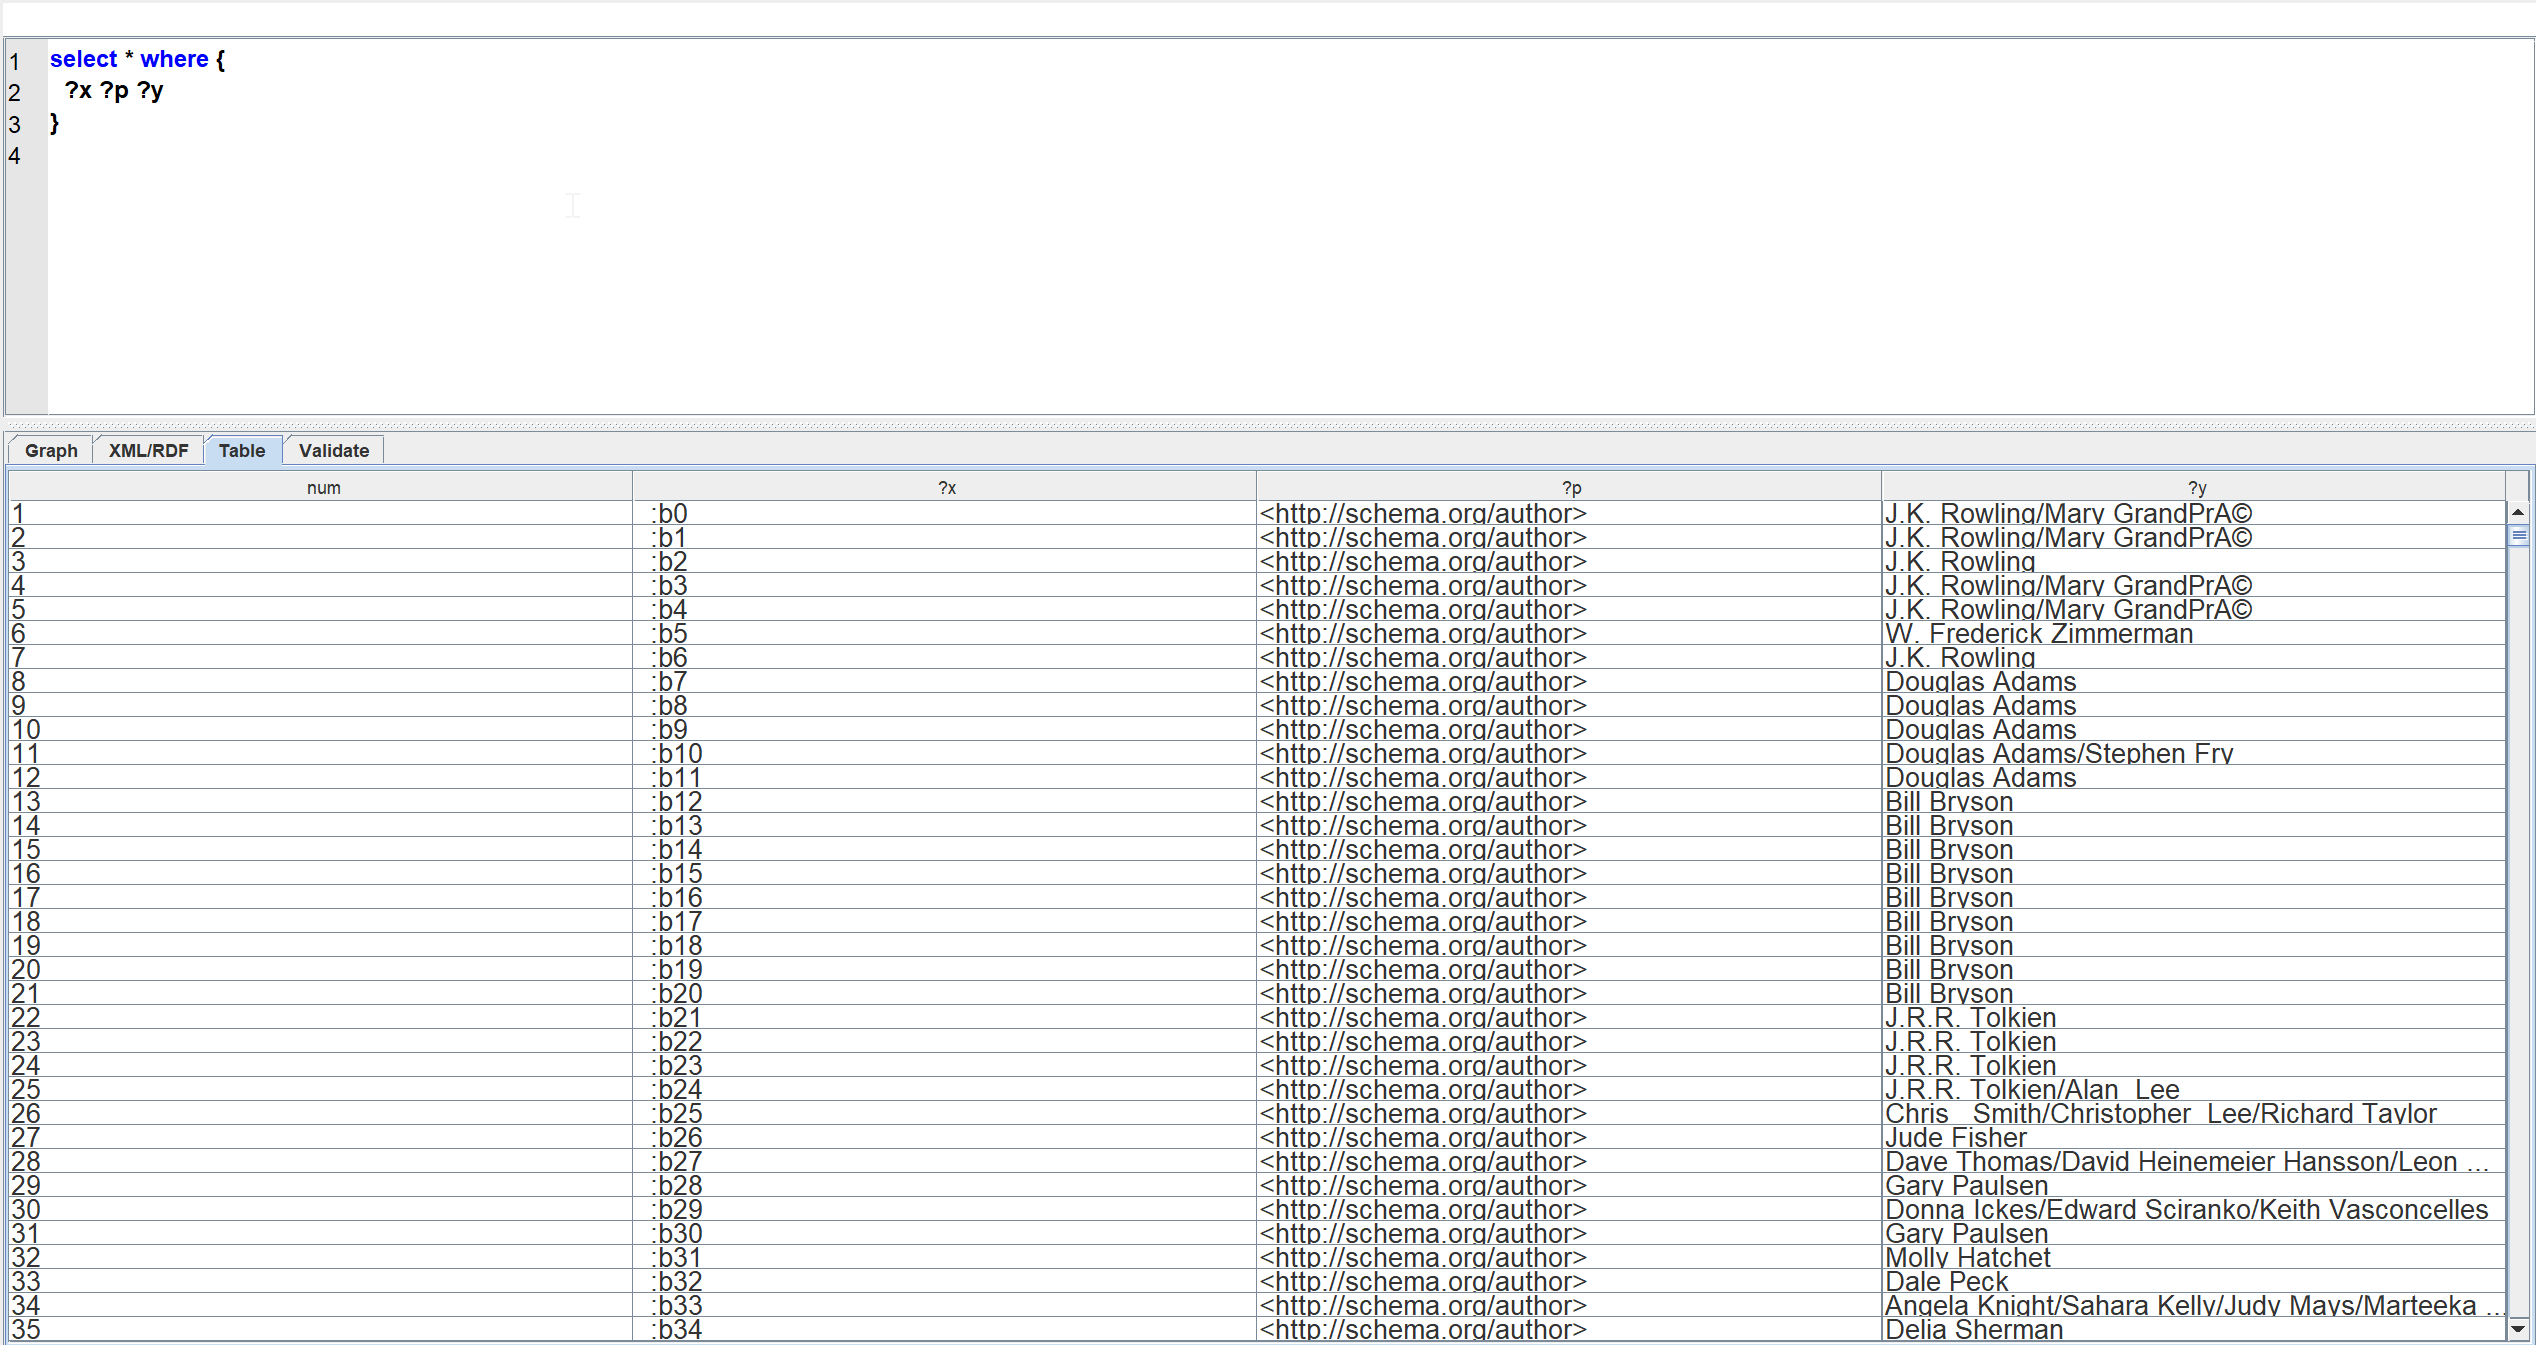 1 select * where {
2 ?x ?p ?y
3 }
4
Graph XML/RDF Table Validate
num ?x ?p ?y
1 :b0 <http://schema.org/author> J.K. Rowling/Mary GrandPrA©
2 :b1 <http://schema.org/author> J.K. Rowling/Mary GrandPrA©
3 :b2 <http://schema.org/author> J.K. Rowling
4 :b3 <http://schema.org/author> J.K. Rowling/Mary GrandPrA©
5 :b4 <http://schema.org/author> J.K. Rowling/Mary GrandPrA©
6 :b5 <http://schema.org/author> W. Frederick Zimmerman
7 :b6 <http://schema.org/author> J.K. Rowling
8 :b7 <http://schema.org/author> Douglas Adams
9 :b8 <http://schema.org/author> Douglas Adams
10 :b9 <http://schema.org/author> Douglas Adams
11 :b10 <http://schema.org/author> Douglas Adams/Stephen Fry
12 :b11 <http://schema.org/author> Douglas Adams
13 :b12 <http://schema.org/author> Bill Bryson
14 :b13 <http://schema.org/author> Bill Bryson
15 :b14 <http://schema.org/author> Bill Bryson
16 :b15 <http://schema.org/author> Bill Bryson
17 :b16 <http://schema.org/author> Bill Bryson
18 :b17 <http://schema.org/author> Bill Bryson
19 :b18 <http://schema.org/author> Bill Bryson
20 :b19 <http://schema.org/author> Bill Bryson
21 :b20 <http://schema.org/author> Bill Bryson
22 :b21 <http://schema.org/author> J.R.R. Tolkien
23 :b22 <http://schema.org/author> J.R.R. Tolkien
24 :b23 <http://schema.org/author> J.R.R. Tolkien
25 :b24 <http://schema.org/author> J.R.R. Tolkien/Alan  Lee
26 :b25 <http://schema.org/author> Chris   Smith/Christopher  Lee/Richard Taylor
27 :b26 <http://schema.org/author> Jude Fisher
28 :b27 <http://schema.org/author> Dave Thomas/David Heinemeier Hansson/Leon ...
29 :b28 <http://schema.org/author> Gary Paulsen
30 :b29 <http://schema.org/author> Donna Ickes/Edward Sciranko/Keith Vasconcelles
31 :b30 <http://schema.org/author> Gary Paulsen
32 :b31 <http://schema.org/author> Molly Hatchet
33 :b32 <http://schema.org/author> Dale Peck
34 :b33 <http://schema.org/author> Angela Knight/Sahara Kelly/Judy Mays/Marteeka ...
35 :b34 <http://schema.org/author> Delia Sherman